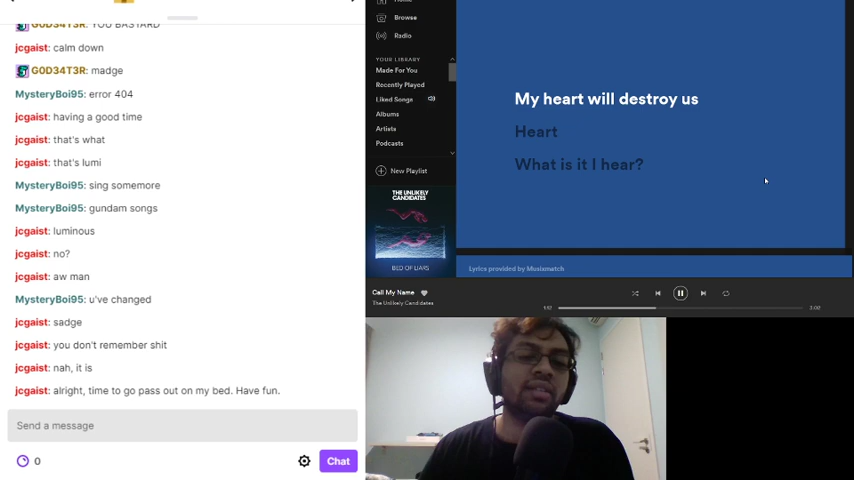 G0D34T3R: YOU BASTARD
jcgaist: calm down
G0D34T3R: madge
MysteryBoi95: error 404
jcgaist: having a good time
jcgaist: that's what
jcgaist: that's lumi
MysteryBoi95: sing somemore
MysteryBoi95: gundam songs
jcgaist: luminous
jcgaist: no?
jcgaist: aw man
MysteryBoi95: u've changed
jcgaist: sadge
jcgaist: you don't remember shit
jcgaist: nah, it is
jcgaist: alright, time to go pass out on my bed. Have fun.
Send a message
0
Chat
Browse
Radio
YOUR LIBRARY
Made For You
Recently Played
Liked Songs
Albums
Artists
Podcasts
New Playlist
THE UNLIKELY
CANDIDATES
BED OF LIARS
Call My Name
The Unlikely Candidates
My heart will destroy us
Heart
What is it I hear?
Lyrics provided by Musixmatch